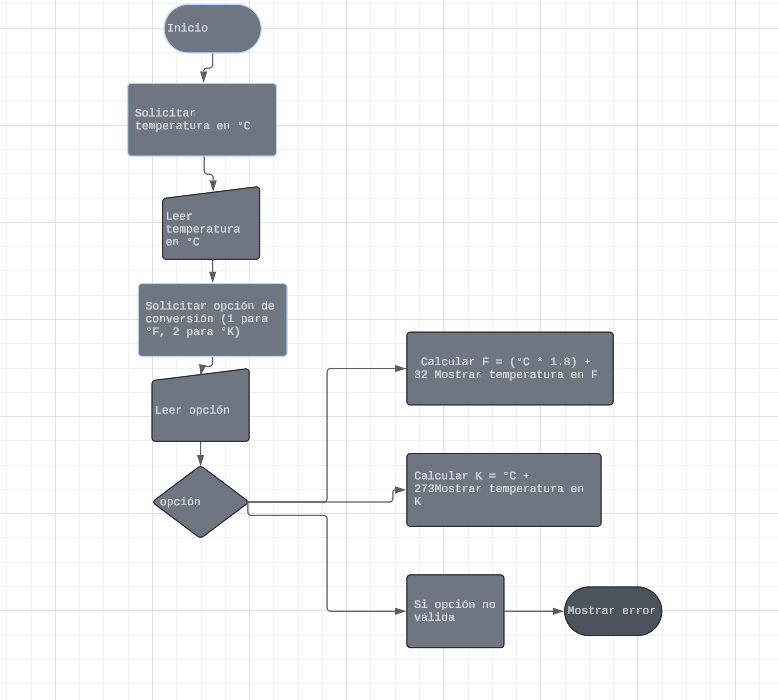 Inicio
Solicitar
temperatura en °C
Leer
temperatura
en °C
Solicitar opción de
conversión (1 para
°F, 2 para °K)
Leer opción
opción
Calcular F = (°C * 1.8) +
32 Mostrar temperatura en F
Calcular K = °C +
273Mostrar temperatura en
K
Si opción no
válida
Mostrar error